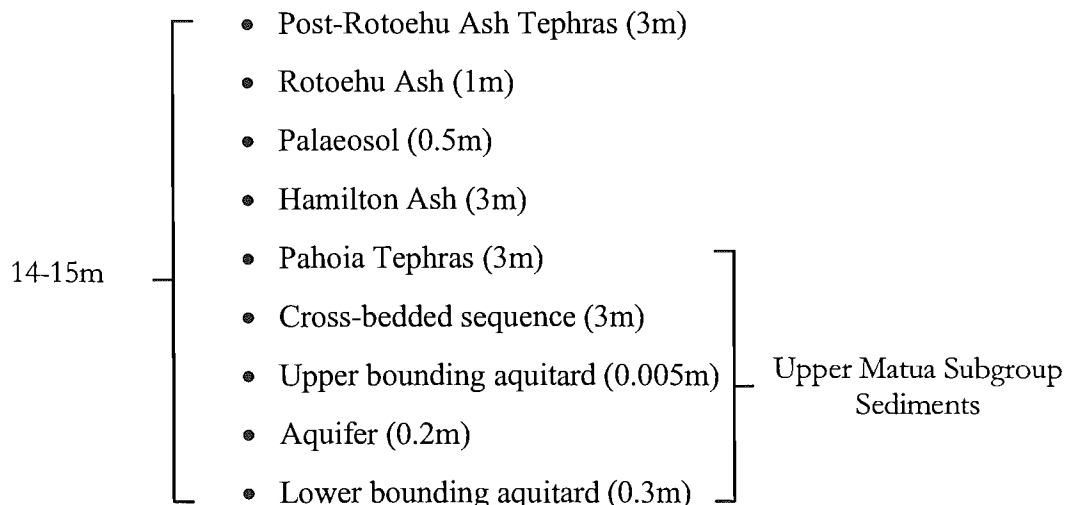 • Post-Rotoehu Ash Tephras (3m)
• Rotoehu Ash (1m)
• Palaeosol (0.5m)
• Hamilton Ash (3m)
14-15m
• Pahoia Tephras (3m)
• Cross-bedded sequence (3m)
• Upper bounding aquitard (0.005m)
Upper Matua Subgroup
Sediments
• Aquifer (0.2m)
• Lower bounding aquitard (0.3m)